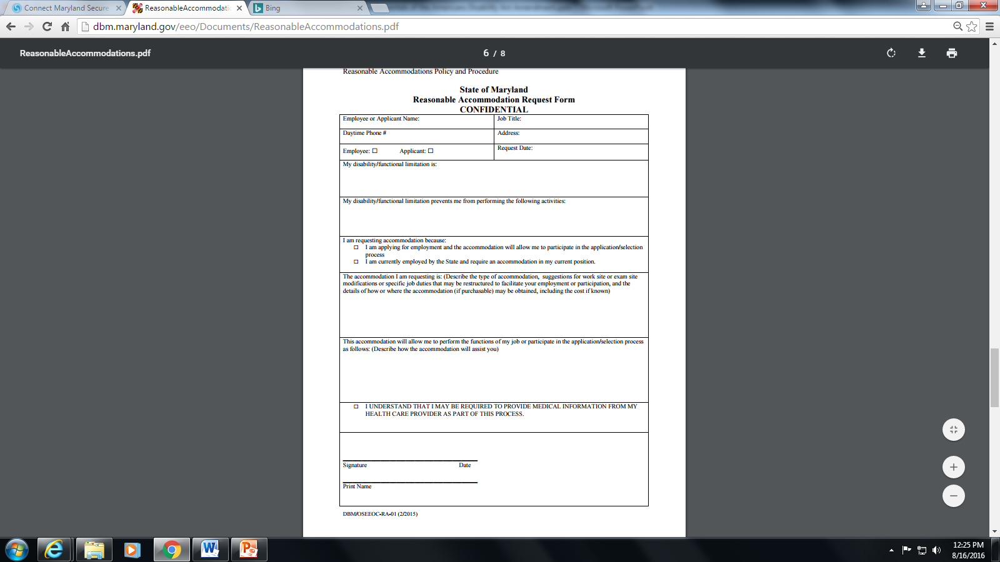 Connect Maryland Secure
ReasonableAccommodati
Bing
dbm.maryland.gov/eeo/Documents/ReasonableAccommodations.pdf
ReasonableAccommodations.pdf
6 / 8
Reasonable Accommodations Policy and Procedure
State of Maryland
Reasonable Accommodation Request Form
CONFIDENTIAL
Employee or Applicant Name:
Job Title:
Daytime Phone #
Address:
Employee: ☐ Applicant: ☐
Request Date:
My disability/functional limitation is:
My disability/functional limitation prevents me from performing the following activities:
I am requesting accommodation because:
☐ I am applying for employment and the accommodation will allow me to participate in the application/selection
process
☐ I am currently employed by the State and require an accommodation in my current position.
The accommodation I am requesting is: (Describe the type of accommodation, suggestions for work site or exam site
modifications or specific job duties that may be restructured to facilitate your employment or participation, and the
details of how or where the accommodation (if purchasable) may be obtained, including the cost if known)
This accommodation will allow me to perform the functions of my job or participate in the application/selection process
as follows: (Describe how the accommodation will assist you)
☐ I UNDERSTAND THAT I MAY BE REQUIRED TO PROVIDE MEDICAL INFORMATION FROM MY
HEALTH CARE PROVIDER AS PART OF THIS PROCESS.
Signature Date
Print Name
DBM/OSEEOC-RA-01 (2/2015)
12:25 PM
8/16/2016